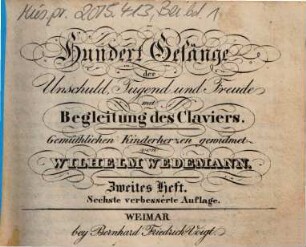 Mus. pr. 2015.413, Beibd. 1
Hundert Gesänge
der
Unschuld, Tugend und Freude
mit
Begleitung des Claviers.
Gemüthlichen Kinderherzen gewidmet
von
WILHELM WEDEMANN.
Zweites Heft.
Sechste verbesserte Auflage.
WEIMAR
bey Bernhard Friedrich Voigt.